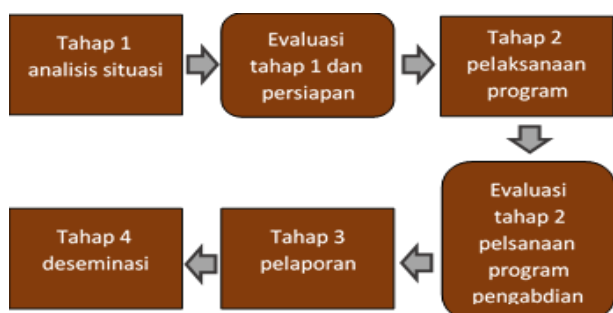 Tahap 1
analisis situasi
Evaluasi
tahap 1 dan
persiapan
Tahap 2
pelaksanaan
program
Evaluasi
tahap 2
pelsanaan
program
pengabdian
Tahap 3
pelaporan
Tahap 4
deseminasi